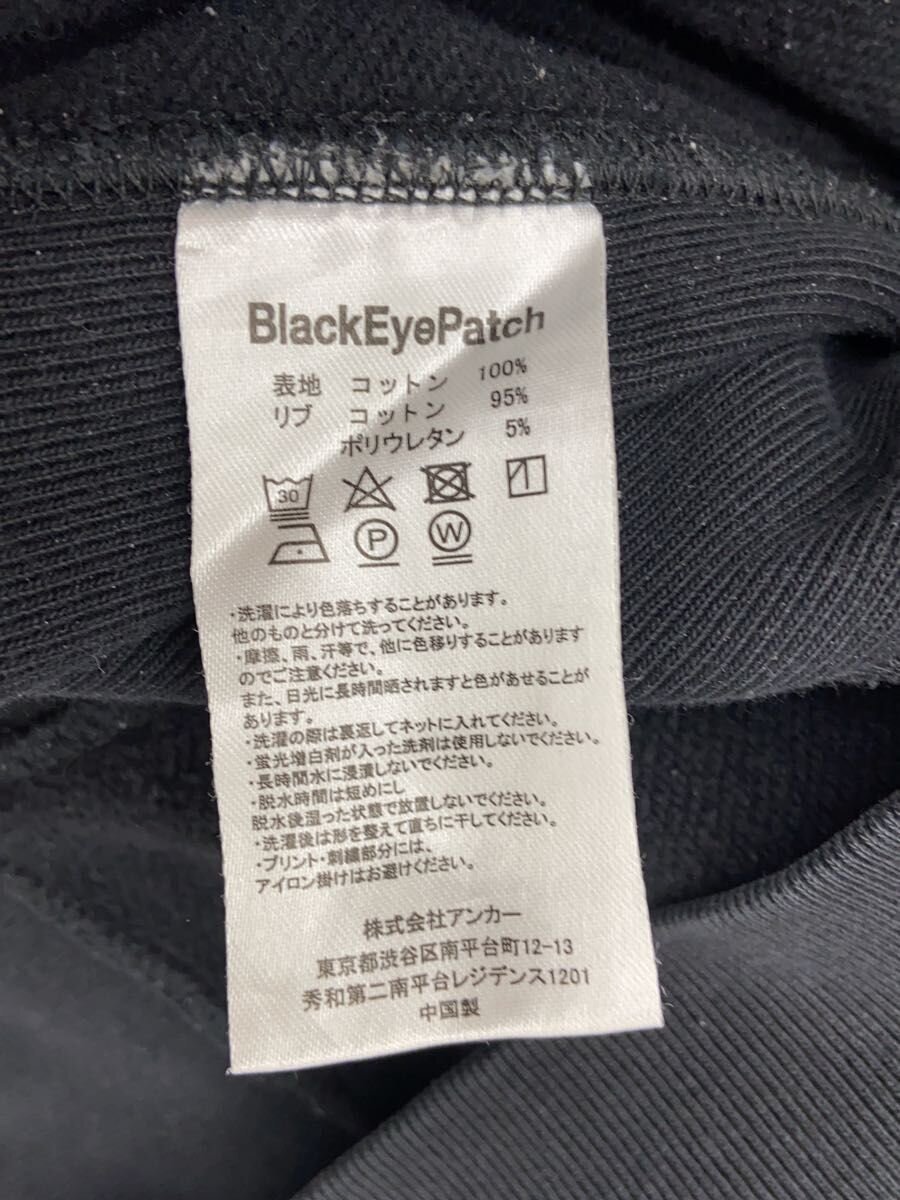 BlackEyePatch
表地 コットン 100%
リブ コットン 95%
ポリウレタン 5%
30
P W
・洗濯により色落ちすることがあります。
他のものと分けて洗ってください。
・摩擦、雨、汗等で、他に色移りすることがあります
のでご注意ください。
また、日光に長時間晒されますと色があせることが
あります。
・洗濯の際は裏返してネットに入れてください。
・蛍光増白剤が入った洗剤は使用しないでください。
・長時間水に浸漬しないでください。
・脱水時間は短めにし
脱水後湿った状態で放置しないでください。
・洗濯後は形を整えて直ちに干してください。
・プリント・刺繍部分には、
アイロン掛けはお避けください。
株式会社アンカー
東京都渋谷区南平台町12-13
秀和第二南平台レジデンス1201
中国製